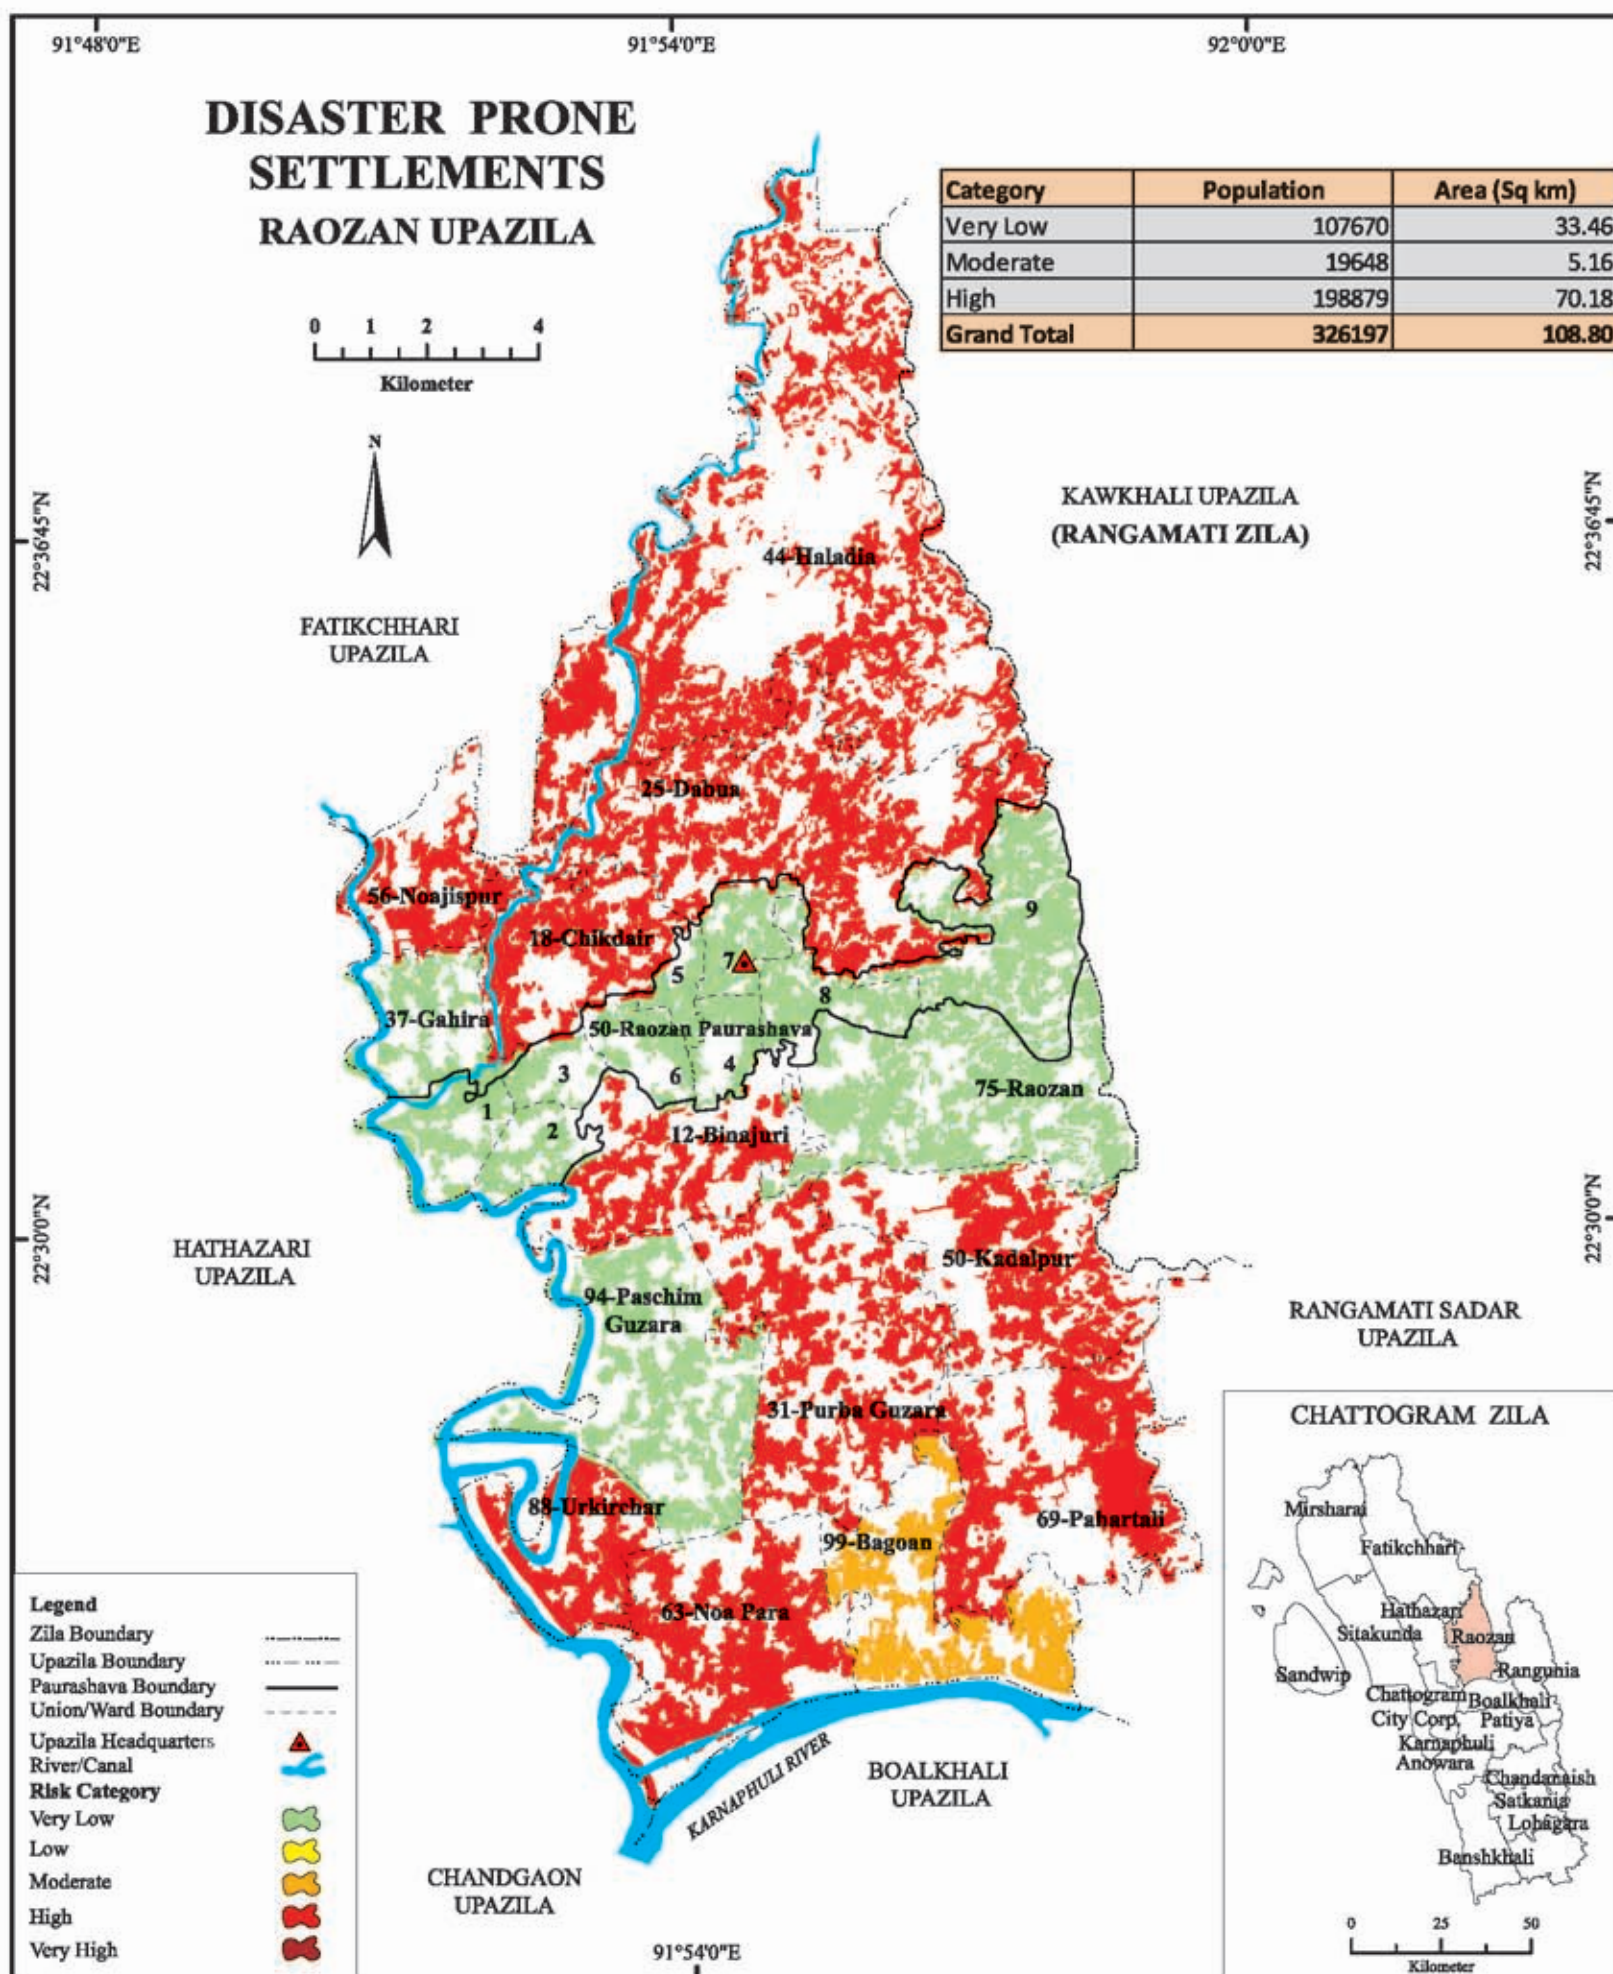 91°48'0"E
91°54'0"E
92°0'0"E
DISASTER PRONE
SETTLEMENTS
RAOZAN UPAZILA
Category Population Area (Sq km)
Very Low 107670 33.46
Moderate 19648 5.16
High 198879 70.18
Grand Total 326197 108.80
0 1 2 4
Kilometer
N
22°36'45"N
22°36'45"N
KAWKHALI UPAZILA
(RANGAMATI ZILA)
44-Haladia
FATIKCHHARI
UPAZILA
25-Dabua
56-Noajispur
9
18-Chikdair
7
5
8
37-Gahira
50-Raozan Paurashava
4
3
6
75-Raozan
1
2
12-Binajuri
22°30'0"N
22°30'0"N
HATHAZARI
UPAZILA
50-Kadalpur
94-Paschim
Guzara
RANGAMATI SADAR
UPAZILA
31-Purba Guzara
88-Urkirchar
69-Pahartali
99-Bagoan
63-Noa Para
KARNAPHULI RIVER
BOALKHALI
UPAZILA
CHANDGAON
UPAZILA
91°54'0"E
Legend
Zila Boundary
Upazila Boundary
Paurashava Boundary
Union/Ward Boundary
Upazila Headquarters
River/Canal
Risk Category
Very Low
Low
Moderate
High
Very High
CHATTOGRAM ZILA
Mirsharai
Fatikchhari
Hathazari
Sitakunda
Raozan
Sandwip
Rangunia
Chattogram
City Corp.
Boalkhali
Patiya
Karnaphuli
Anowara
Chandanaish
Satkania
Lohagara
Banshkhali
0 25 50
Kilometer